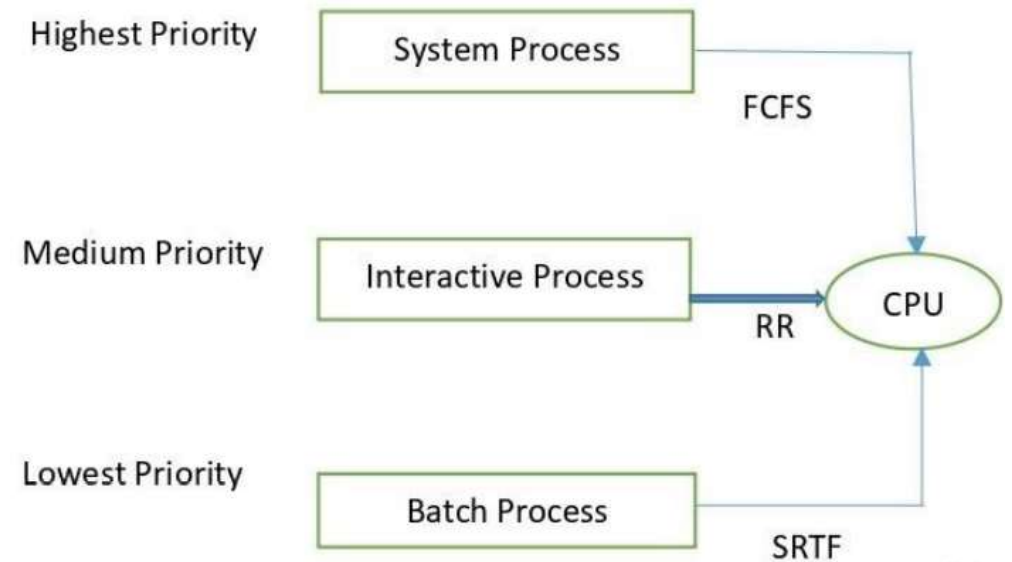 Highest Priority
System Process
FCFS
Medium Priority
Interactive Process
RR
CPU
Lowest Priority
Batch Process
SRTF